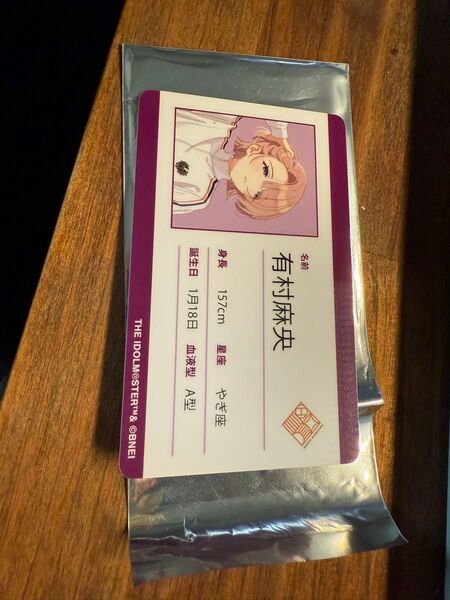 名前
有村麻央
身長 157cm 星座 やぎ座
誕生日 1月18日 血液型 A型
THE IDOLM@STER™& ©BNEI